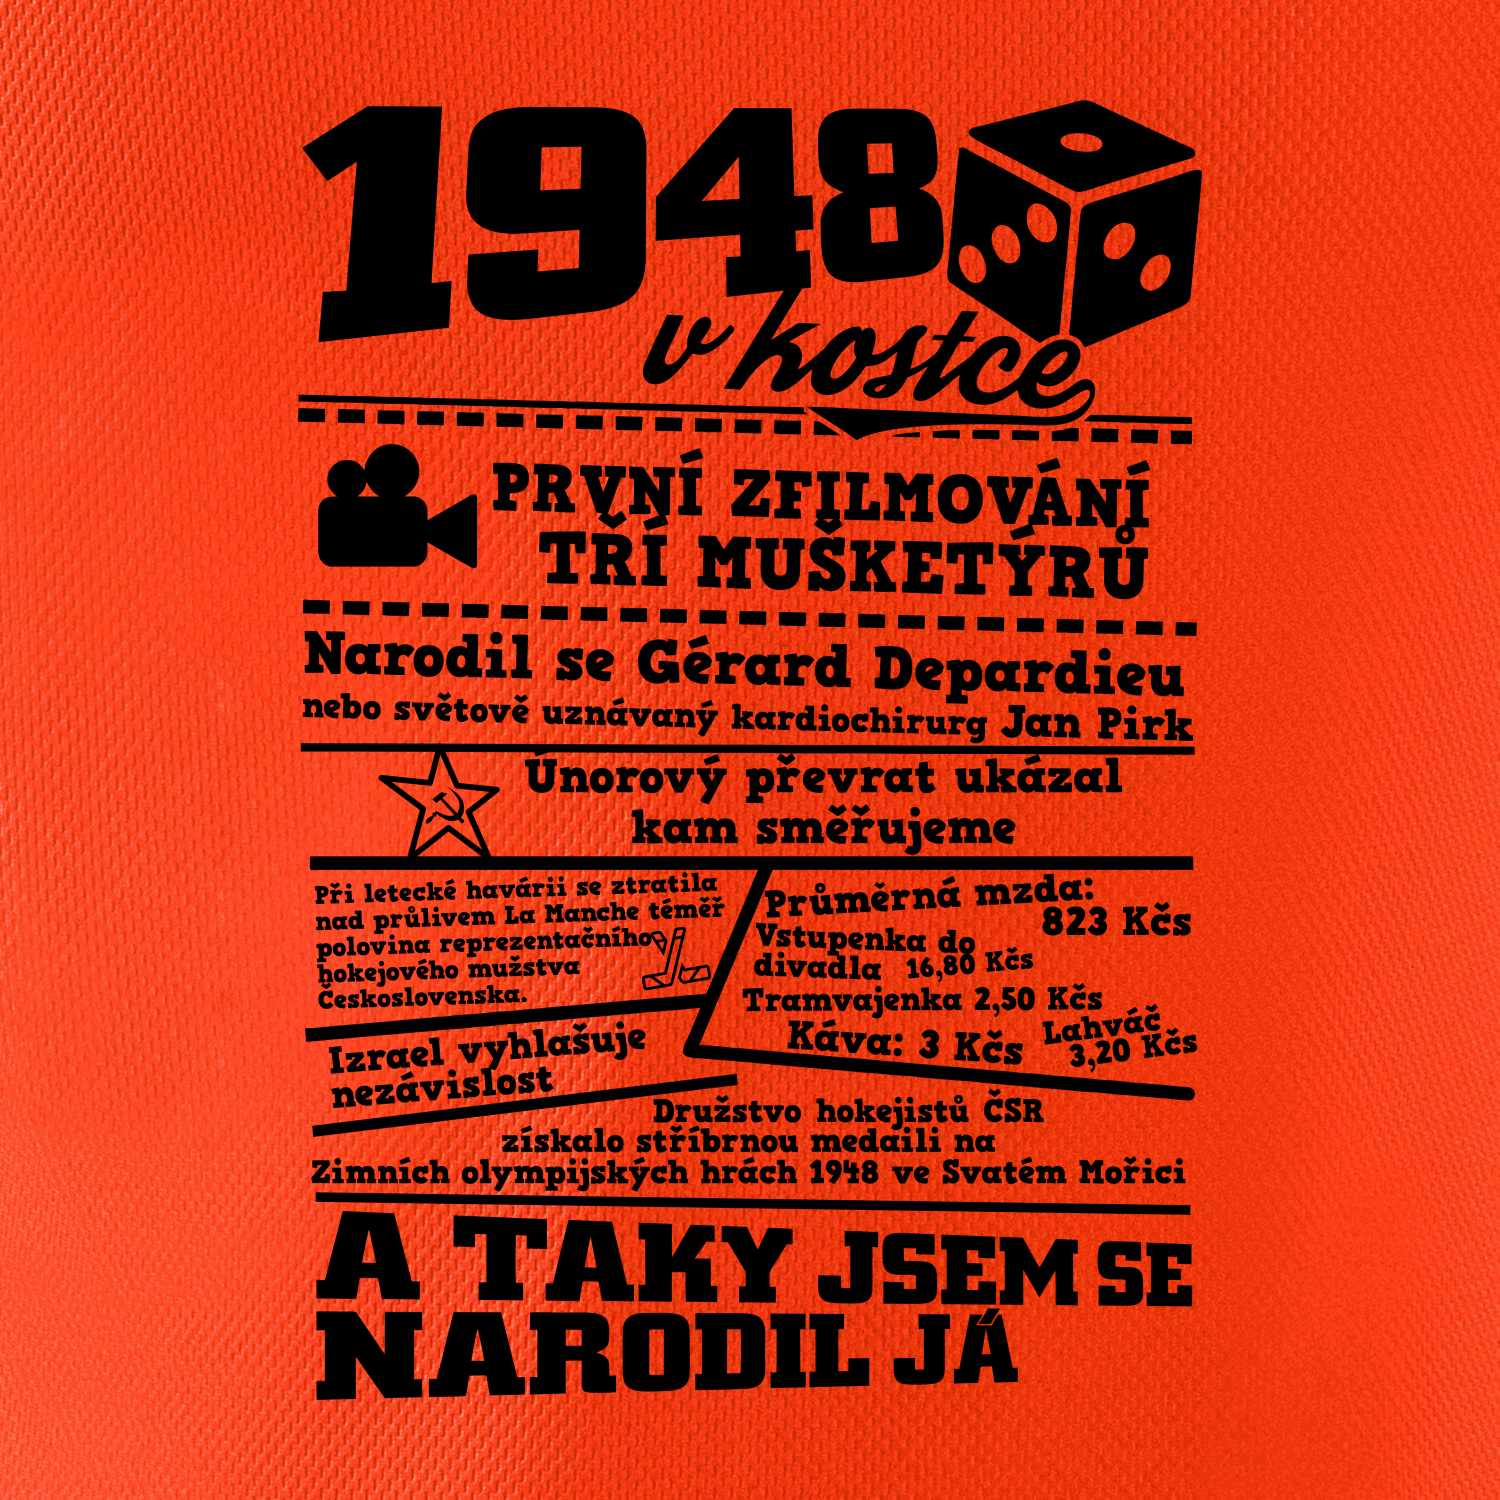 1948
v kostce
PRVNÍ ZFILMOVÁNÍ
TŘÍ MUŠKETÝRŮ
Narodil se Gérard Depardieu
nebo světově uznávaný kardiochirurg Jan Pirk
Únorový převrat ukázal
kam směřujeme
Při letecké havárii se ztratila
nad průlivem La Manche téměř
polovina reprezentačního
hokejového mužstva
Československa.
Průměrná mzda:
823 Kčs
Vstupenka do
divadla 16,80 Kčs
Tramvajenka 2,50 Kčs
Káva: 3 Kčs
Lahváč
3,20 Kčs
Izrael vyhlašuje
nezávislost
Družstvo hokejistů ČSR
získalo stříbrnou medaili na
Zimních olympijských hrách 1948 ve Svatém Mořici
A TAKY JSEM SE
NARODIL JÁ